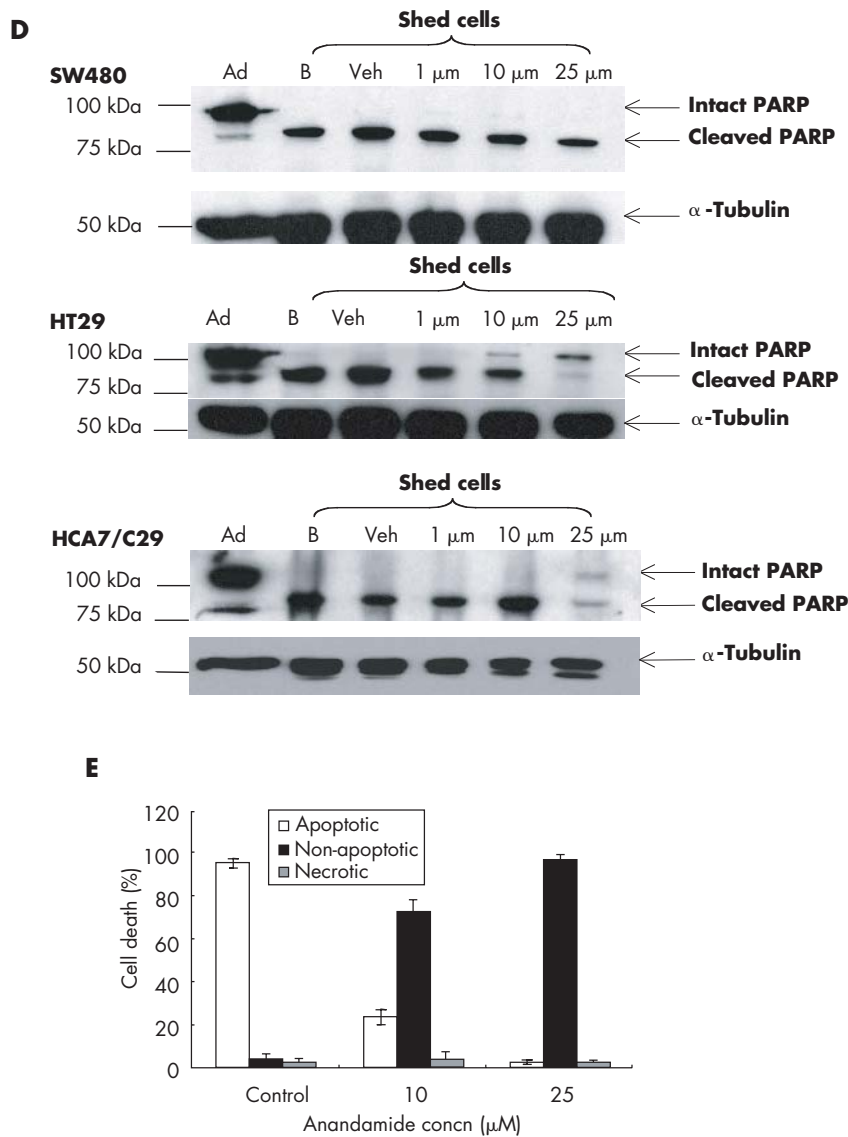 D
Shed cells
SW480 Ad B Veh 1 μm 10 μm 25 μm
100 kDa Intact PARP
75 kDa Cleaved PARP
50 kDa α-Tubulin
Shed cells
HT29 Ad B Veh 1 μm 10 μm 25 μm
100 kDa Intact PARP
75 kDa Cleaved PARP
50 kDa α-Tubulin
Shed cells
HCA7/C29 Ad B Veh 1 μm 10 μm 25 μm
100 kDa Intact PARP
75 kDa Cleaved PARP
50 kDa α-Tubulin
E
120
100
80
60
40
20
0
Cell death (%)
Apoptotic
Non-apoptotic
Necrotic
Control 10 25
Anandamide concn (μM)